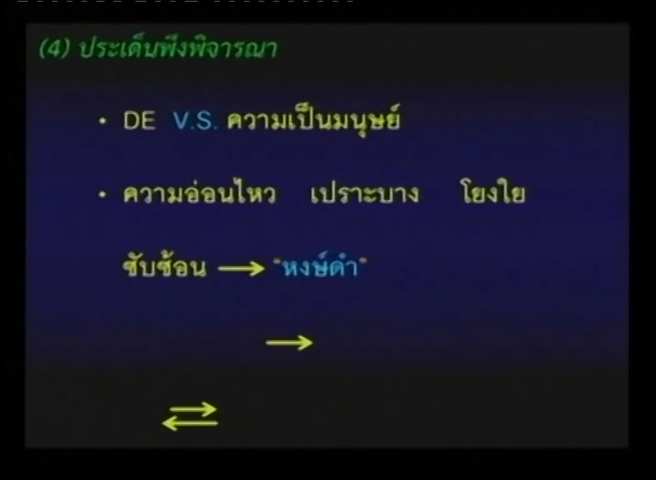 (4) ประเด็นพึงพิจารณา
• DE V.S. ความเป็นมนุษย์
• ความอ่อนไหว เปราะบาง โยงใย
ซับซ้อน → "หงษ์ดำ"
→
⇄